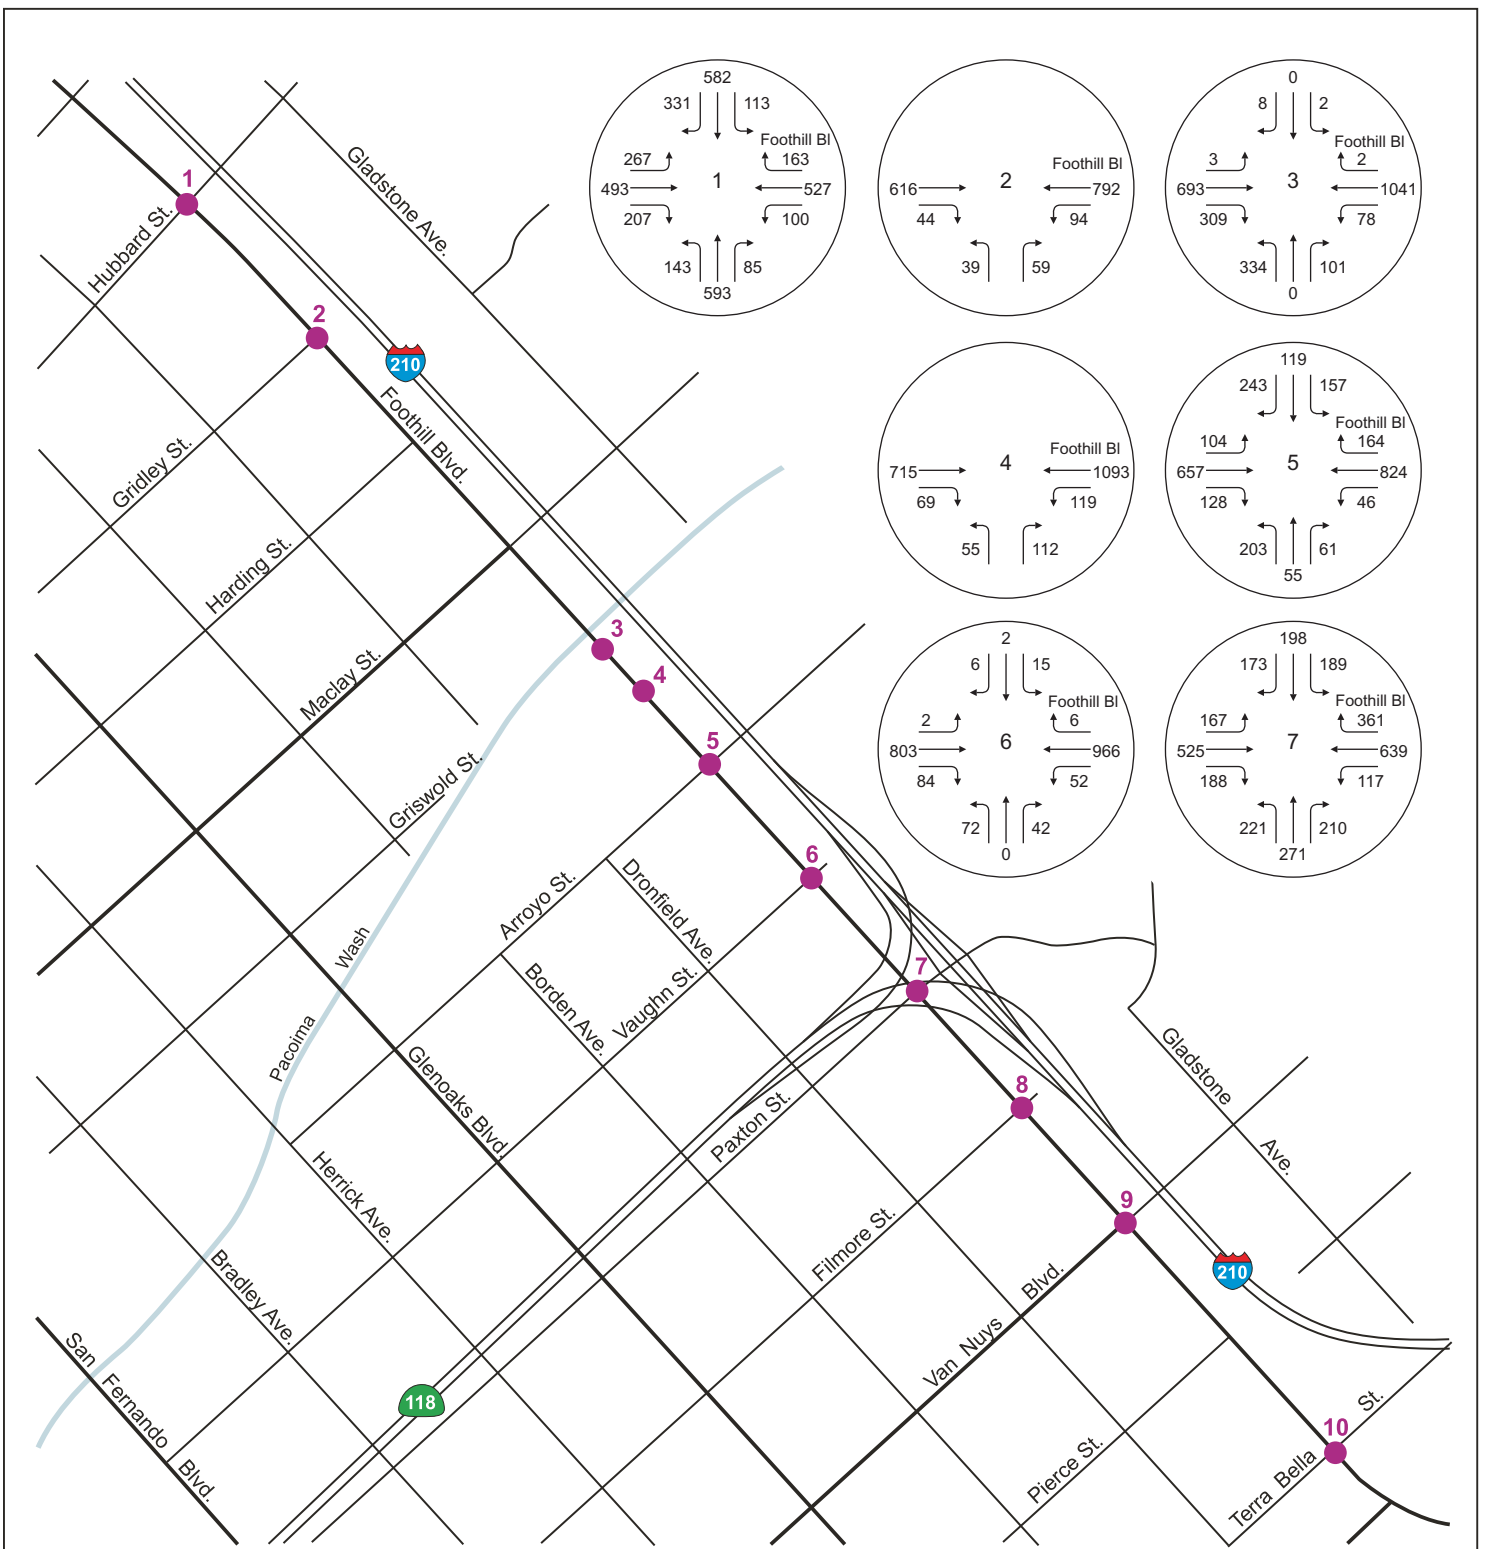 582
331
113
Foothill Bl
267
163
493
1
527
207
100
143
85
593
Foothill Bl
616
2
792
44
94
39
59
0
8
2
Foothill Bl
3
2
693
3
1041
309
78
334
101
0
Foothill Bl
715
4
1093
69
119
55
112
119
243
157
Foothill Bl
104
164
657
5
824
128
46
203
61
55
2
6
15
Foothill Bl
2
6
803
6
966
84
52
72
42
0
198
173
189
Foothill Bl
167
361
525
7
639
188
117
221
210
271
1
Hubbard St.
Gladstone Ave.
2
210
Foothill Blvd.
Gridley St.
Harding St.
3
4
Maclay St.
5
Griswold St.
6
Arroyo St.
Dronfield Ave.
Wash
7
Borden Ave.
Vaughn St.
Pacoima
Gladstone
Ave.
Glenoaks Blvd.
8
Paxton St.
Herrick Ave.
9
Filmore St.
210
Bradley Ave.
Van Nuys Blvd.
San Fernando Blvd.
118
10
Pierce St.
Terra Bella St.